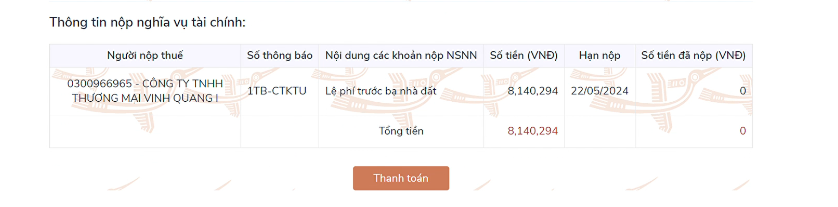 Thông tin nộp nghĩa vụ tài chính:
Người nộp thuế Số thông báo Nội dung các khoản nộp NSNN Số tiền (VNĐ) Hạn nộp Số tiền đã nộp (VNĐ)
0300966965 - CÔNG TY TNHH
THƯƠNG MẠI VINH QUANG I
1TB-CTKTU Lệ phí trước bạ nhà đất 8,140,294 22/05/2024 0
Tổng tiền 8,140,294 0
Thanh toán